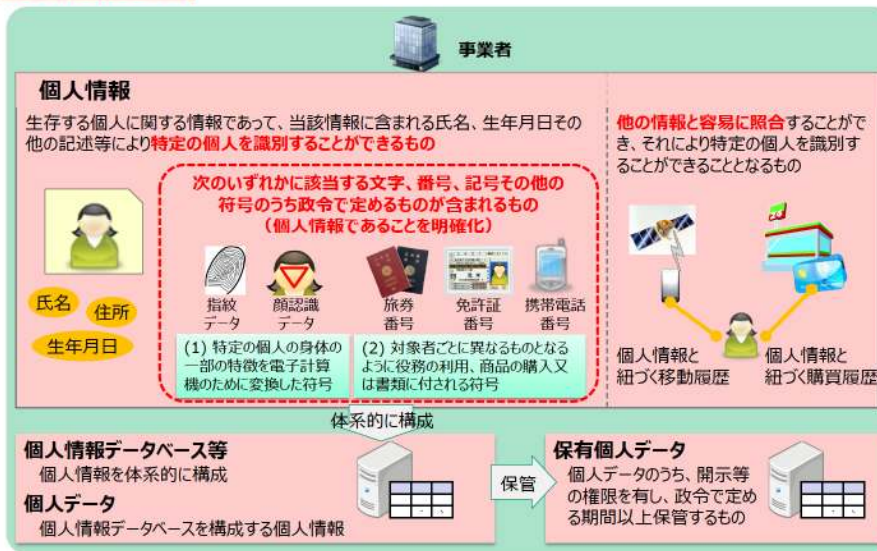 事業者
個人情報
生存する個人に関する情報であって、当該情報に含まれる氏名、生年月日その
他の記述等により特定の個人を識別することができるもの
次のいずれかに該当する文字、番号、記号その他の
符号のうち政令で定めるものが含まれるもの
（個人情報であることを明確化）
氏名
住所
生年月日
指紋
データ
顔認識
データ
旅券
番号
免許証
番号
携帯電話
番号
(1) 特定の個人の身体の
一部の特徴を電子計算
機のために変換した符号
(2) 対象者ごとに異なるものとなる
ように役務の利用、商品の購入又
は書類に付される符号
他の情報と容易に照合することがで
き、それにより特定の個人を識別す
ることができることとなるもの
個人情報と
紐づく移動履歴
個人情報と
紐づく購買履歴
体系的に構成
個人情報データベース等
個人情報を体系的に構成
個人データ
個人情報データベースを構成する個人情報
保管
保有個人データ
個人データのうち、開示等
の権限を有し、政令で定め
る期間以上保管するもの